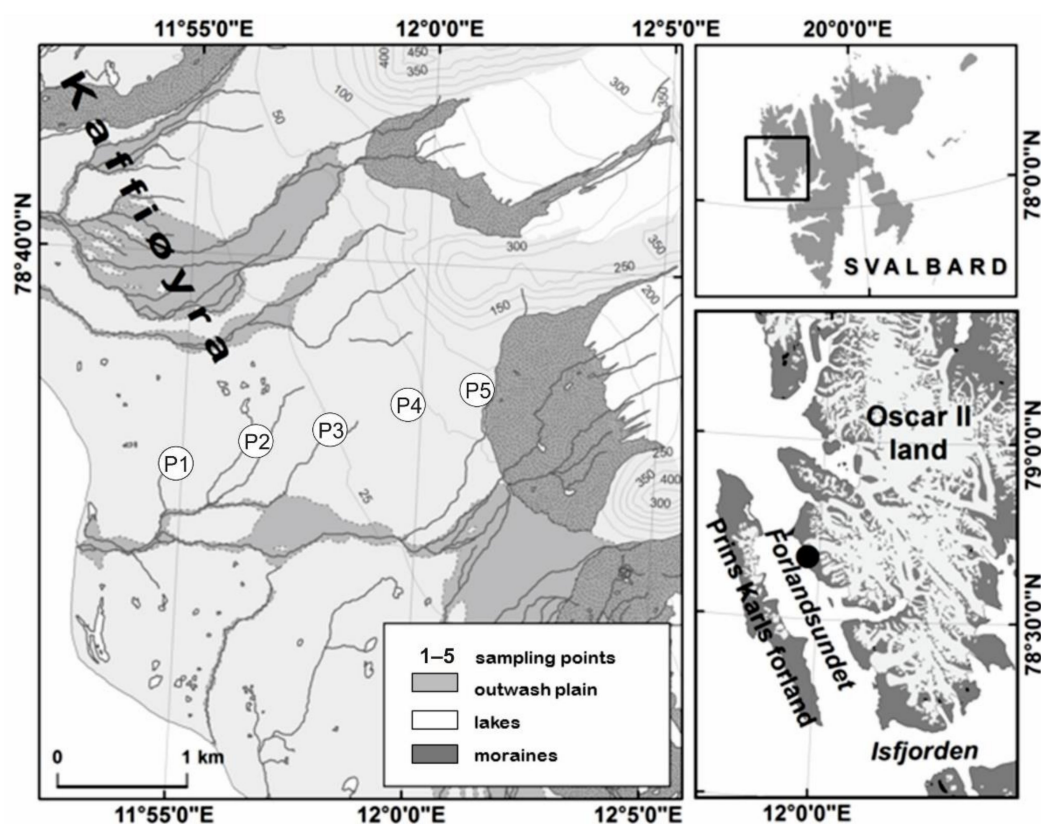 11°55'0"E 12°0'0"E 12°5'0"E
20°0'0"E
Kaffiøyra
400
450
350
100
50
300
350
78°40'0"N
300
350
250
200
150
P5
P4
P3
P2
P1
25
250
350
400
300
1–5 sampling points
outwash plain
lakes
moraines
0 1 km
11°55'0"E 12°0'0"E 12°5'0"E
78°0'0"N
SVALBARD
Oscar II
land
79°0'0"N
Forlandsundet
Prins Karls forland
78°3'0"N
Isfjorden
12°0'0"E